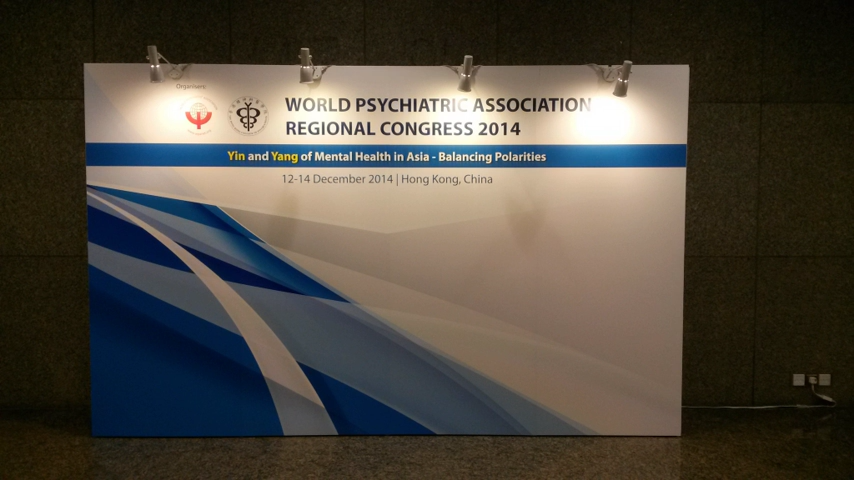 Organisers:
WORLD PSYCHIATRIC ASSOCIATION
REGIONAL CONGRESS 2014
Yin and Yang of Mental Health in Asia - Balancing Polarities
12-14 December 2014 | Hong Kong, China